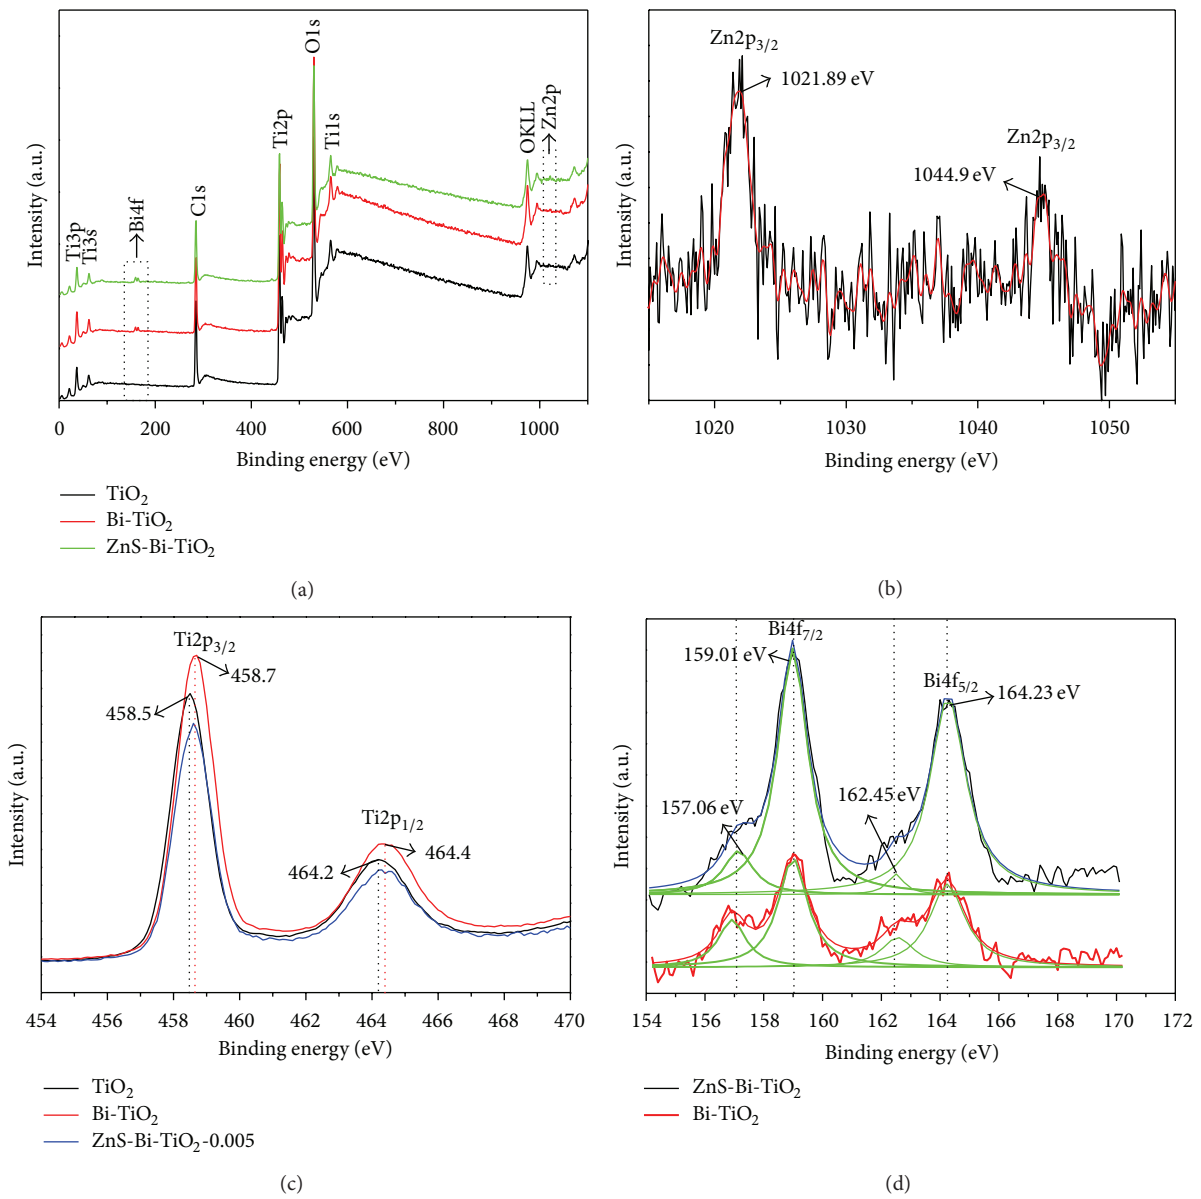 Intensity (a.u.)
Ti3p
Ti3s
Bi4f
C1s
Ti2p
O1s
Ti1s
OKLL
Zn2p
0 200 400 600 800 1000
Binding energy (eV)
TiO2
Bi-TiO2
ZnS-Bi-TiO2
(a)
Intensity (a.u.)
Zn2p3/2
1021.89 eV
Zn2p3/2
1044.9 eV
1020 1030 1040 1050
Binding energy (eV)
(b)
Intensity (a.u.)
Ti2p3/2
458.7
458.5
Ti2p1/2
464.2
464.4
454 456 458 460 462 464 466 468 470
Binding energy (eV)
TiO2
Bi-TiO2
ZnS-Bi-TiO2-0.005
(c)
Intensity (a.u.)
Bi4f7/2
159.01 eV
Bi4f5/2
164.23 eV
157.06 eV
162.45 eV
154 156 158 160 162 164 166 168 170 172
Binding energy (eV)
ZnS-Bi-TiO2
Bi-TiO2
(d)